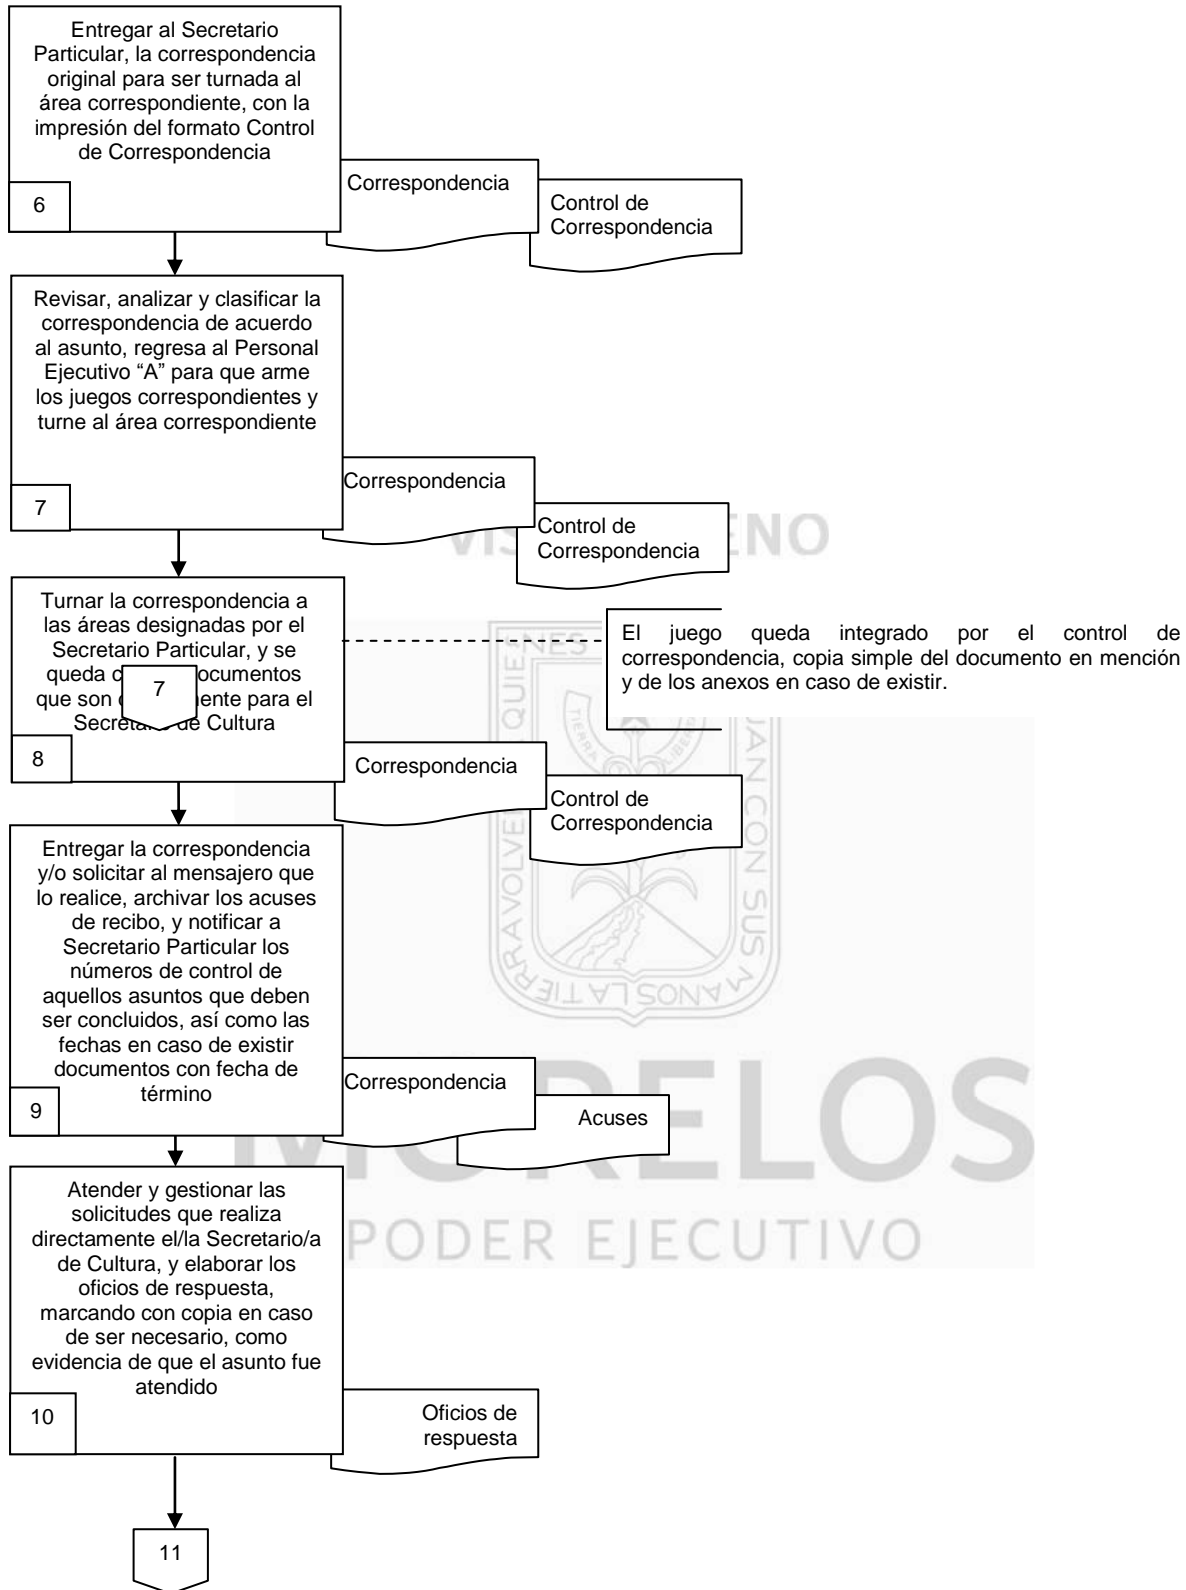 Entregar al Secretario
Particular, la correspondencia
original para ser turnada al
área correspondiente, con la
impresión del formato Control
de Correspondencia
6
Correspondencia
Control de
Correspondencia
Revisar, analizar y clasificar la
correspondencia de acuerdo
al asunto, regresa al Personal
Ejecutivo “A” para que arme
los juegos correspondientes y
turne al área correspondiente
7
Correspondencia
Control de
Correspondencia
Turnar la correspondencia a
las áreas designadas por el
Secretario Particular, y se
queda
que son
para el
de Cultura
7
8
El juego queda integrado por el control de
correspondencia, copia simple del documento en mención
y de los anexos en caso de existir.
Correspondencia
Control de
Correspondencia
Entregar la correspondencia
y/o solicitar al mensajero que
lo realice, archivar los acuses
de recibo, y notificar a
Secretario Particular los
números de control de
aquellos asuntos que deben
ser concluidos, así como las
fechas en caso de existir
documentos con fecha de
término
9
Correspondencia
Acuses
Atender y gestionar las
solicitudes que realiza
directamente el/la Secretario/a
de Cultura, y elaborar los
oficios de respuesta,
marcando con copia en caso
de ser necesario, como
evidencia de que el asunto fue
atendido
10
Oficios de
respuesta
11
MORELOS
PODER EJECUTIVO